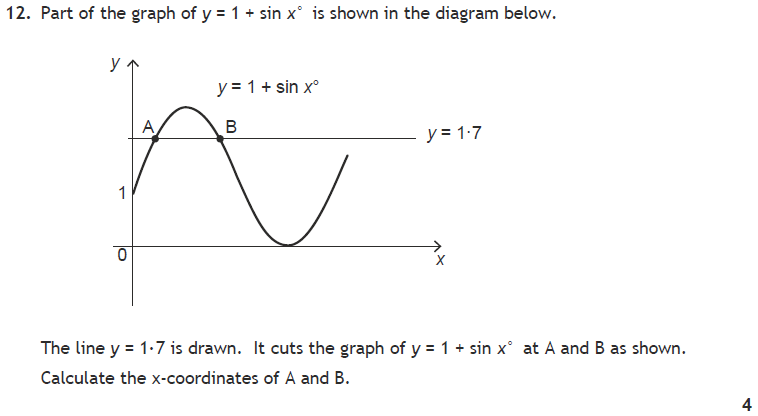 12. Part of the graph of y = 1 + sin x° is shown in the diagram below.
y
y = 1 + sin x°
A
B
y = 1·7
1
0
x
The line y = 1·7 is drawn. It cuts the graph of y = 1 + sin x° at A and B as shown.
Calculate the x-coordinates of A and B.
4